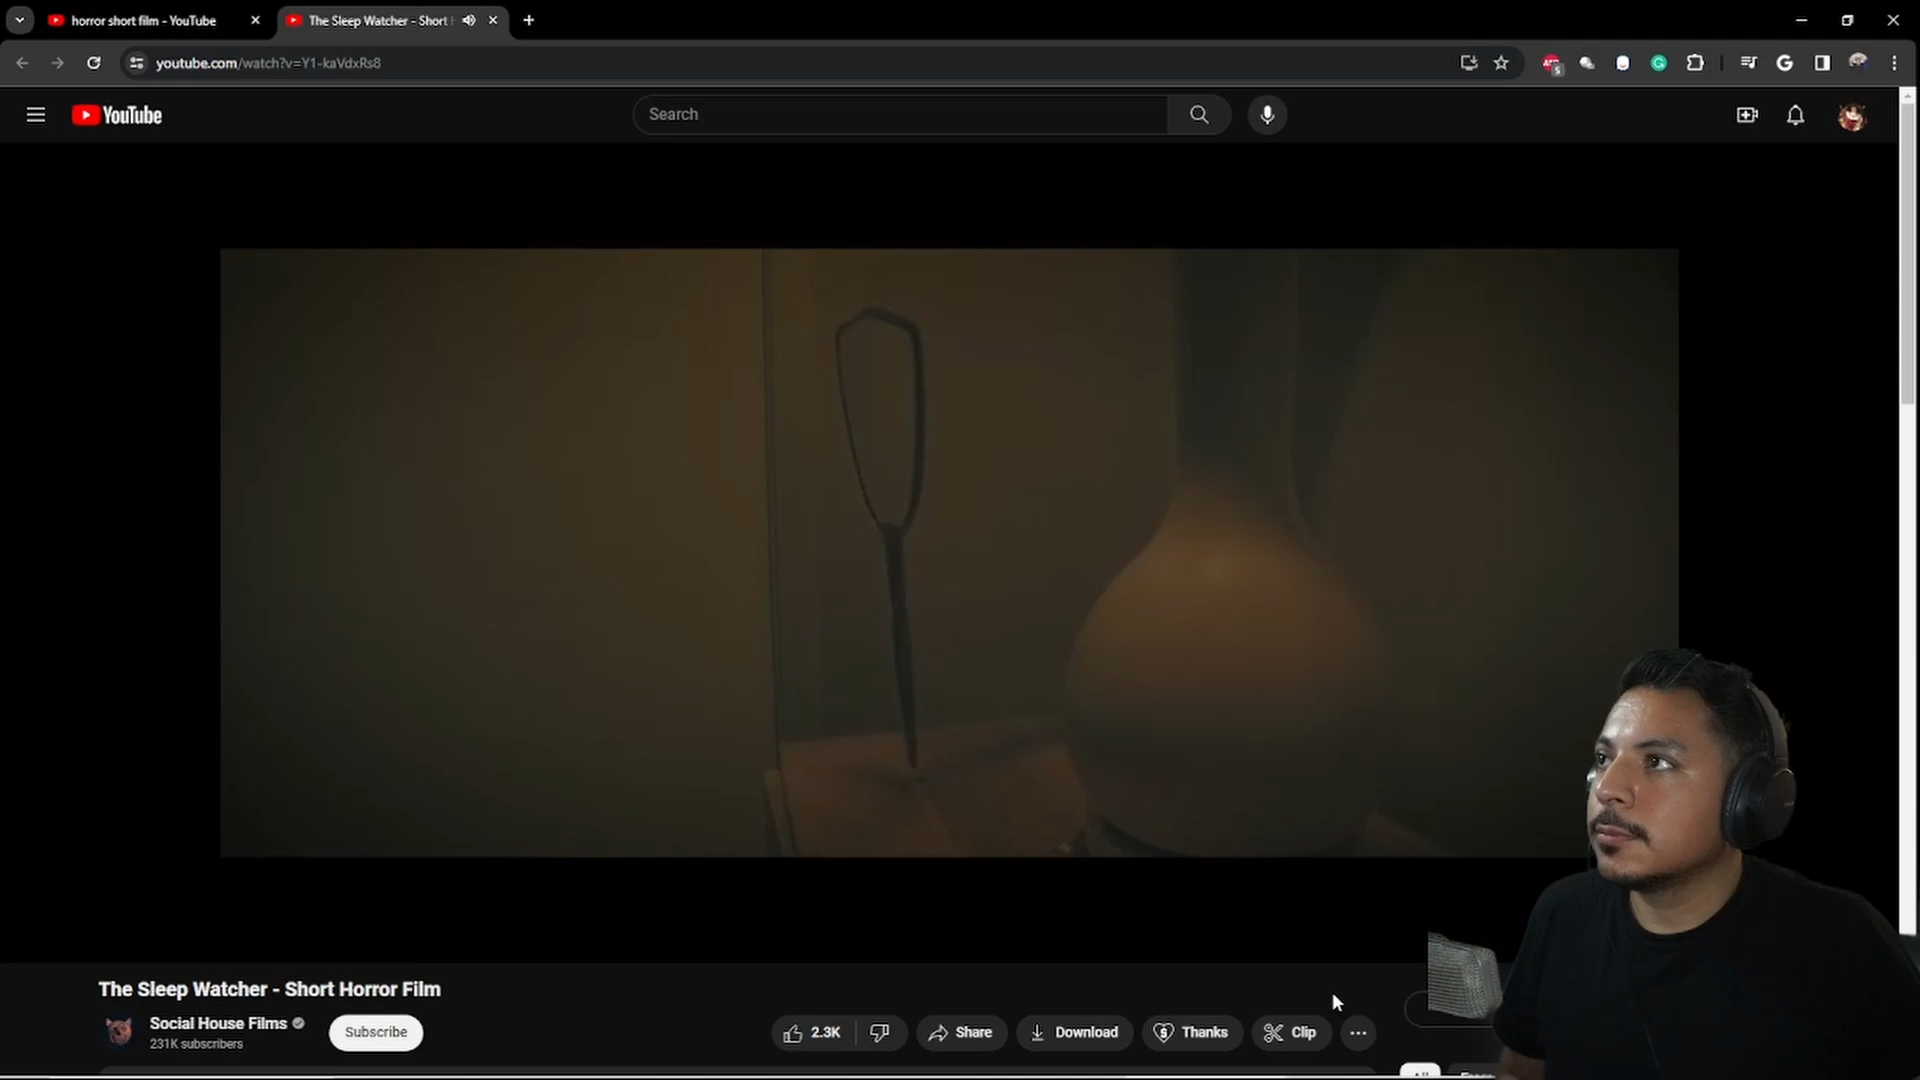 horror short film - YouTube
The Sleep Watcher - Short
youtube.com/watch?v=Y1-kaVdxRs8
YouTube
Search
The Sleep Watcher - Short Horror Film
Social House Films
231K subscribers
Subscribe
2.3K
Share
Download
Thanks
Clip